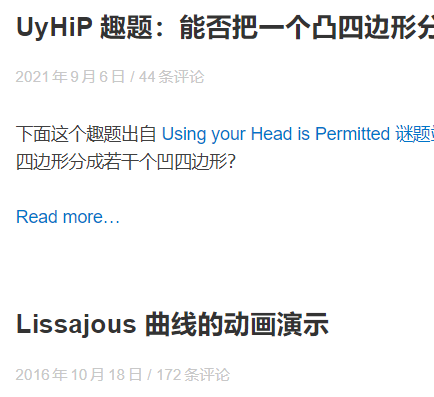 UyHiP 趣题：能否把一个凸四边形分
2021 年 9 月 6 日 / 44 条评论
下面这个趣题出自 Using your Head is Permitted 谜题
四边形分成若干个凹四边形？
Read more…
Lissajous 曲线的动画演示
2016 年 10 月 18 日 / 172 条评论